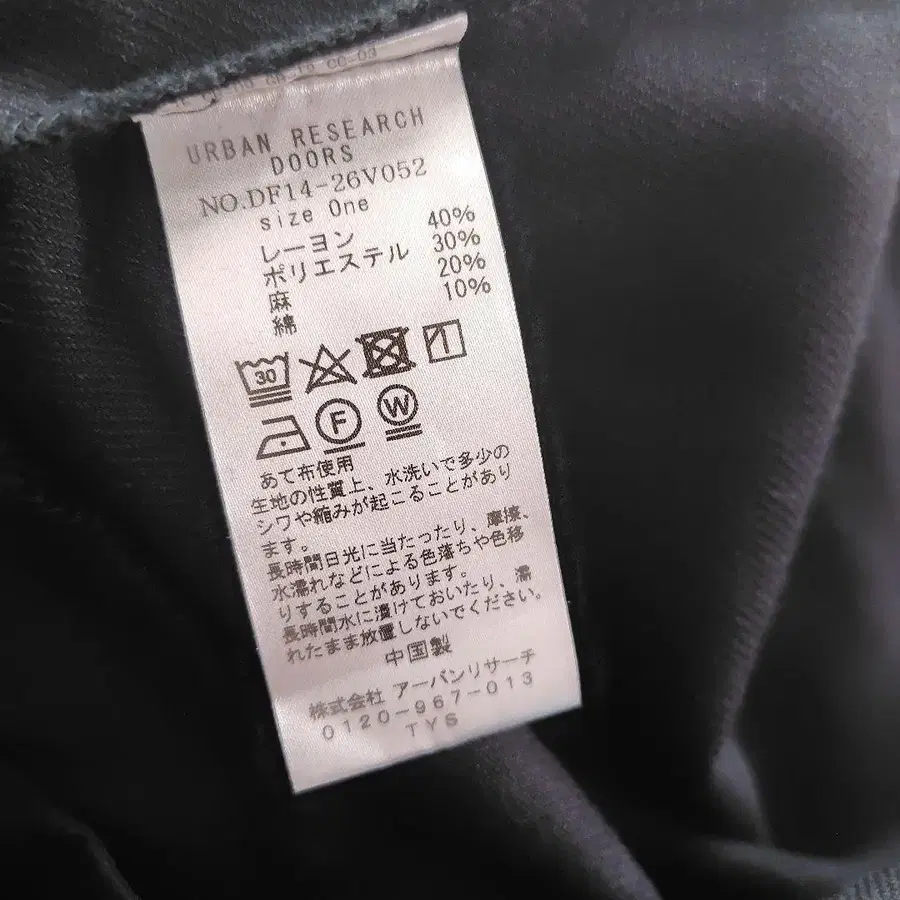 URBAN RESEARCH
DOORS
NO.DF14-26V052
size One
レーヨン 40%
ポリエステル 30%
麻 20%
綿 10%
30
F W
あて布使用
生地の性質上、水洗いで多少の
シワや縮みが起こることがあり
ます。
長時間日光に当たったり、摩擦、
水濡れなどによる色落ちや色移
りすることがあります。
長時間水に漬けておいたり、濡
れたまま放置しないでください。
中国製
株式会社 アーバンリサーチ
0120-967-013
TYS